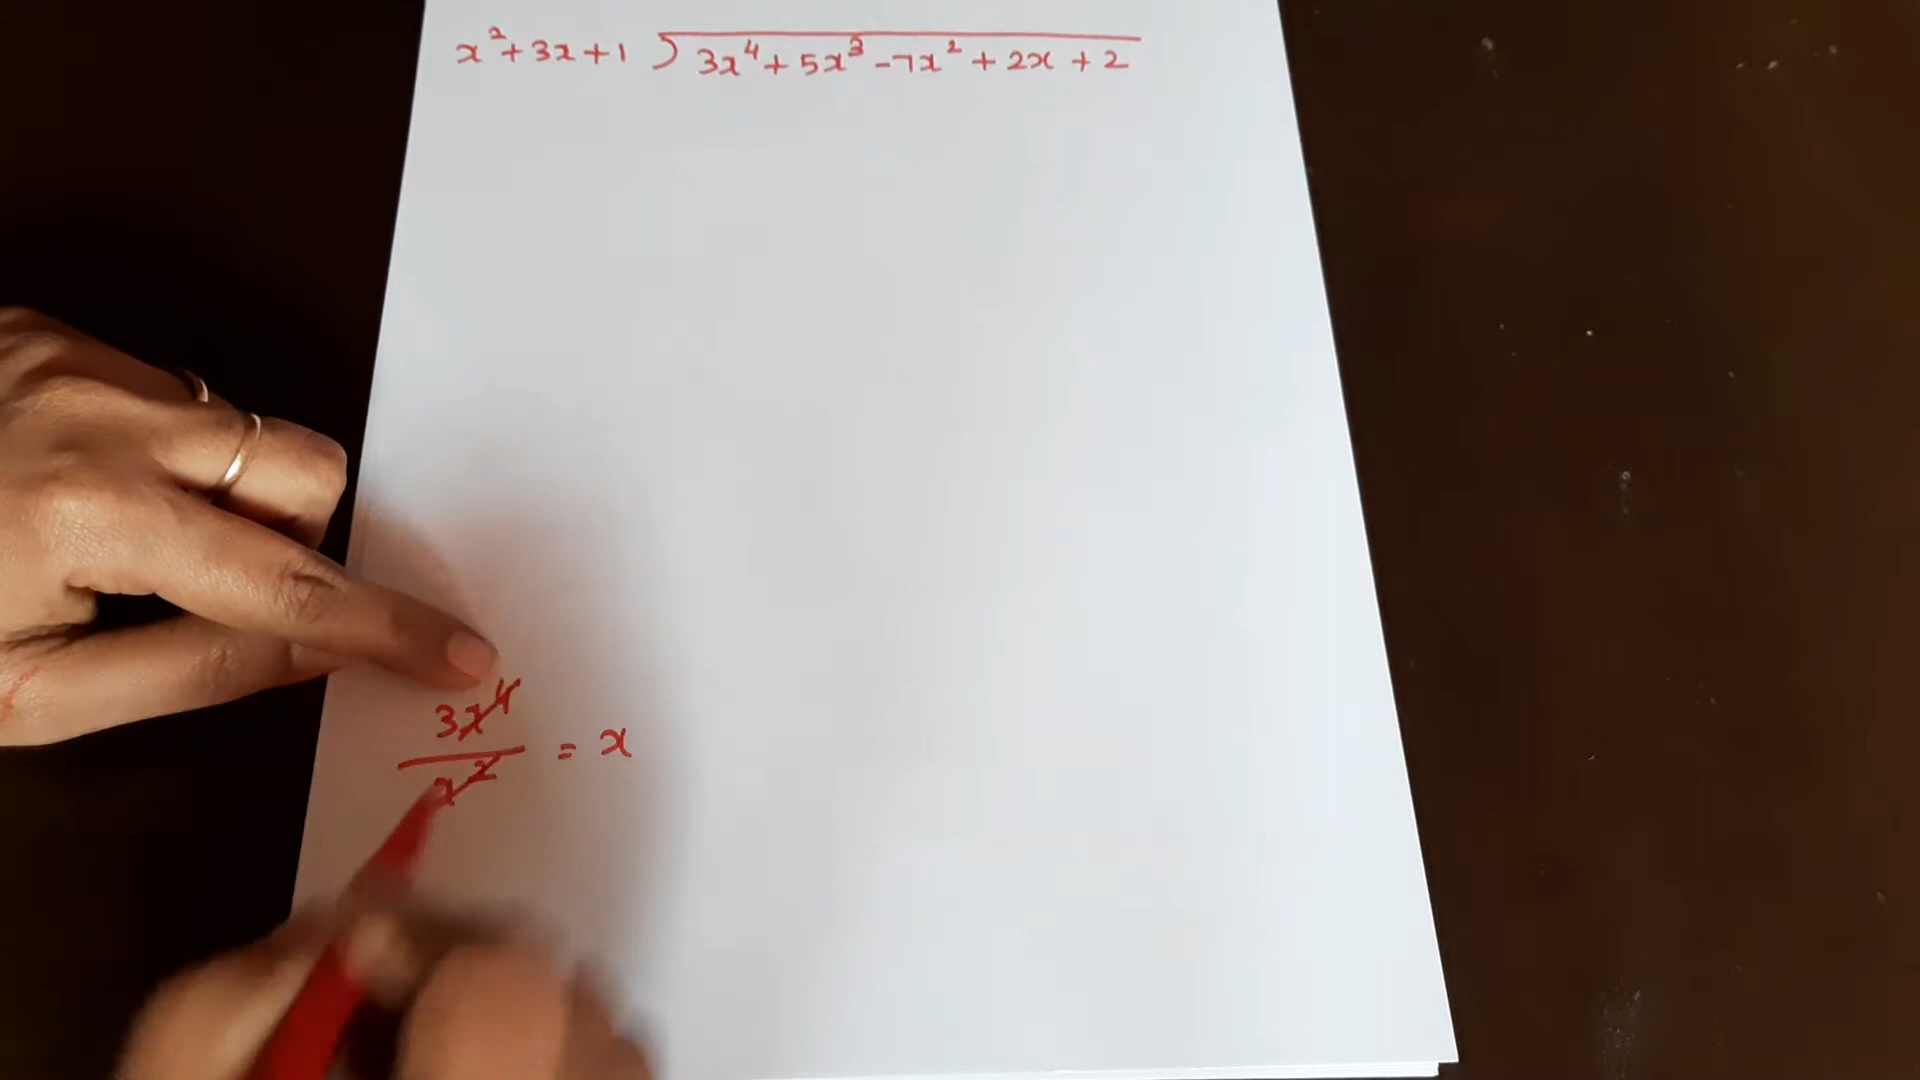 x²+3x+1 ) 3x⁴+5x³-7x²+2x+2
3x⁴/x² = x